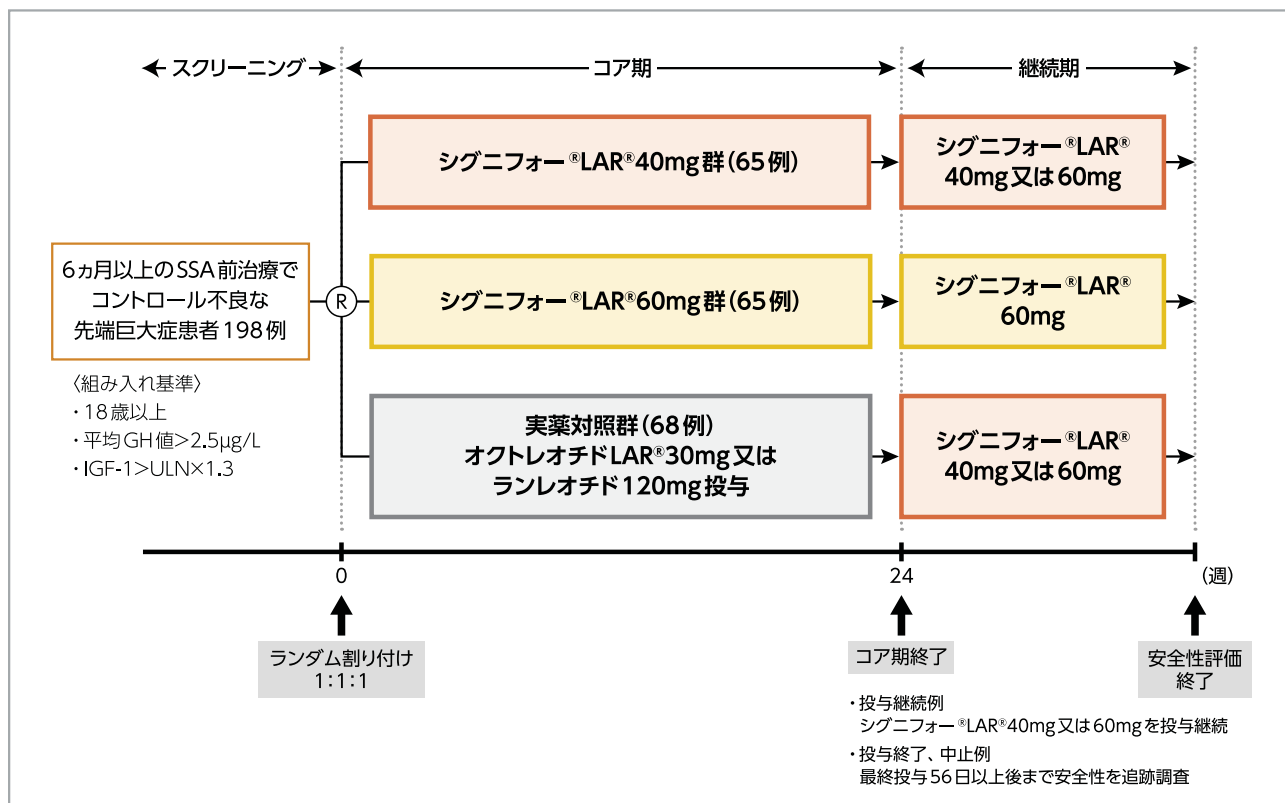 スクリーニング
コア期
継続期
シグニフォー®LAR®40mg群(65例)
シグニフォー®LAR®
40mg又は60mg
6ヵ月以上のSSA前治療で
コントロール不良な
先端巨大症患者198例
R
シグニフォー®LAR®60mg群(65例)
シグニフォー®LAR®
60mg
〈組み入れ基準〉
・18歳以上
・平均GH値>2.5μg/L
・IGF-1>ULN×1.3
実薬対照群(68例)
オクトレオチドLAR®30mg又は
ランレオチド120mg投与
シグニフォー®LAR®
40mg又は60mg
0
24
(週)
ランダム割り付け
1:1:1
コア期終了
安全性評価
終了
・投与継続例
シグニフォー®LAR®40mg又は60mgを投与継続
・投与終了、中止例
最終投与56日以上後まで安全性を追跡調査